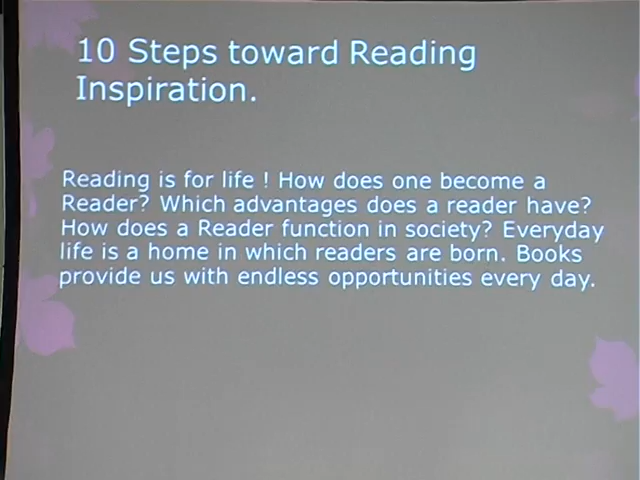 10 Steps toward Reading
Inspiration.
Reading is for life ! How does one become a
Reader? Which advantages does a reader have?
How does a Reader function in society? Everyday
life is a home in which readers are born. Books
provide us with endless opportunities every day.